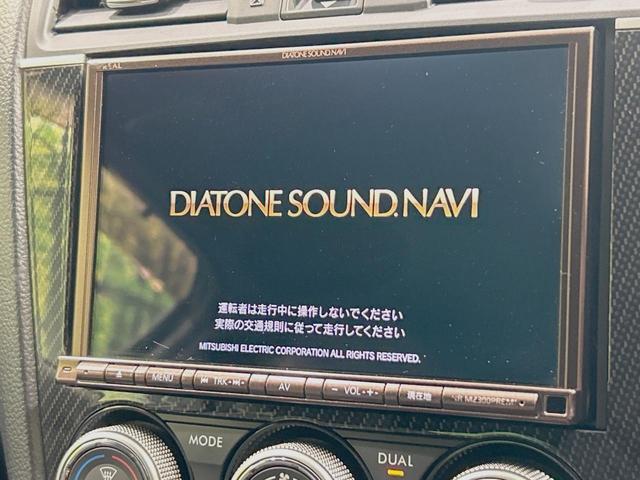 DIATONE SOUND.NAVI
DIATONE SOUND.NAVI
運転者は走行中に操作しないでください
実際の交通規則に従って走行してください
MITSUBISHI ELECTRIC CORPORATION ALL RIGHTS RESERVED.
MENU
TRK
AV
− VOL +
現在地
MODE
DUAL